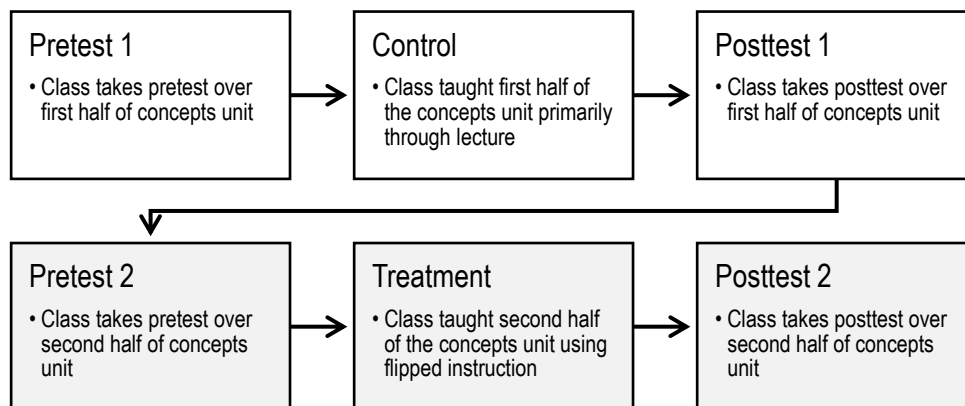 Pretest 1
• Class takes pretest over
first half of concepts unit
Control
• Class taught first half of
the concepts unit primarily
through lecture
Posttest 1
• Class takes posttest over
first half of concepts unit
Pretest 2
• Class takes pretest over
second half of concepts
unit
Treatment
• Class taught second half
of the concepts unit using
flipped instruction
Posttest 2
• Class takes posttest over
second half of concepts
unit